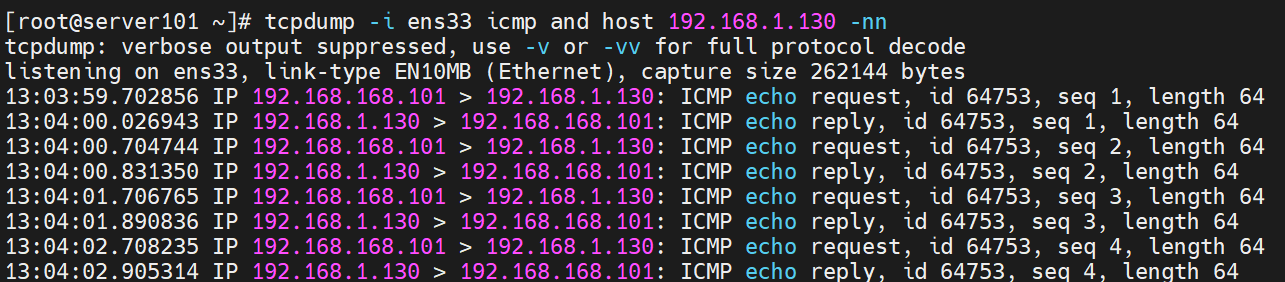 [root@server101 ~]# tcpdump -i ens33 icmp and host 192.168.1.130 -nn
tcpdump: verbose output suppressed, use -v or -vv for full protocol decode
listening on ens33, link-type EN10MB (Ethernet), capture size 262144 bytes
13:03:59.702856 IP 192.168.168.101 > 192.168.1.130: ICMP echo request, id 64753, seq 1, length 64
13:04:00.026943 IP 192.168.1.130 > 192.168.168.101: ICMP echo reply, id 64753, seq 1, length 64
13:04:00.704744 IP 192.168.168.101 > 192.168.1.130: ICMP echo request, id 64753, seq 2, length 64
13:04:00.831350 IP 192.168.1.130 > 192.168.168.101: ICMP echo reply, id 64753, seq 2, length 64
13:04:01.706765 IP 192.168.168.101 > 192.168.1.130: ICMP echo request, id 64753, seq 3, length 64
13:04:01.890836 IP 192.168.1.130 > 192.168.168.101: ICMP echo reply, id 64753, seq 3, length 64
13:04:02.708235 IP 192.168.168.101 > 192.168.1.130: ICMP echo request, id 64753, seq 4, length 64
13:04:02.905314 IP 192.168.1.130 > 192.168.168.101: ICMP echo reply, id 64753, seq 4, length 64